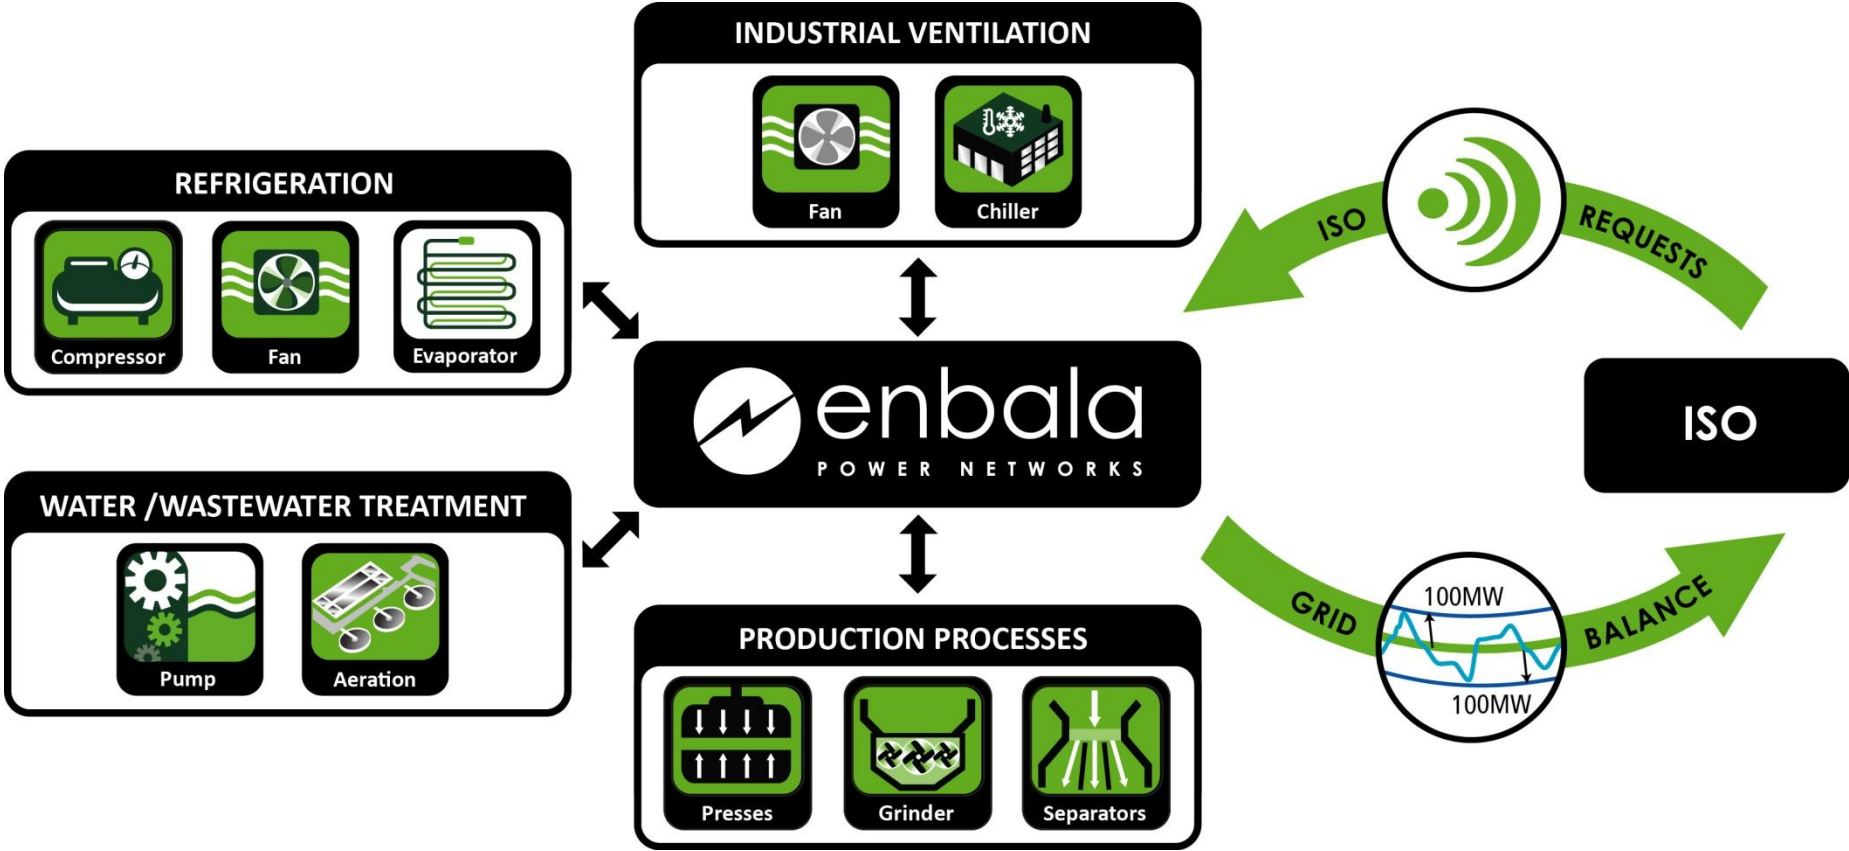 INDUSTRIAL VENTILATION
Fan
Chiller
REFRIGERATION
Compressor
Fan
Evaporator
ISO
REQUESTS
enbala
POWER NETWORKS
ISO
WATER /WASTEWATER TREATMENT
Pump
Aeration
GRID
BALANCE
100MW
100MW
PRODUCTION PROCESSES
Presses
Grinder
Separators